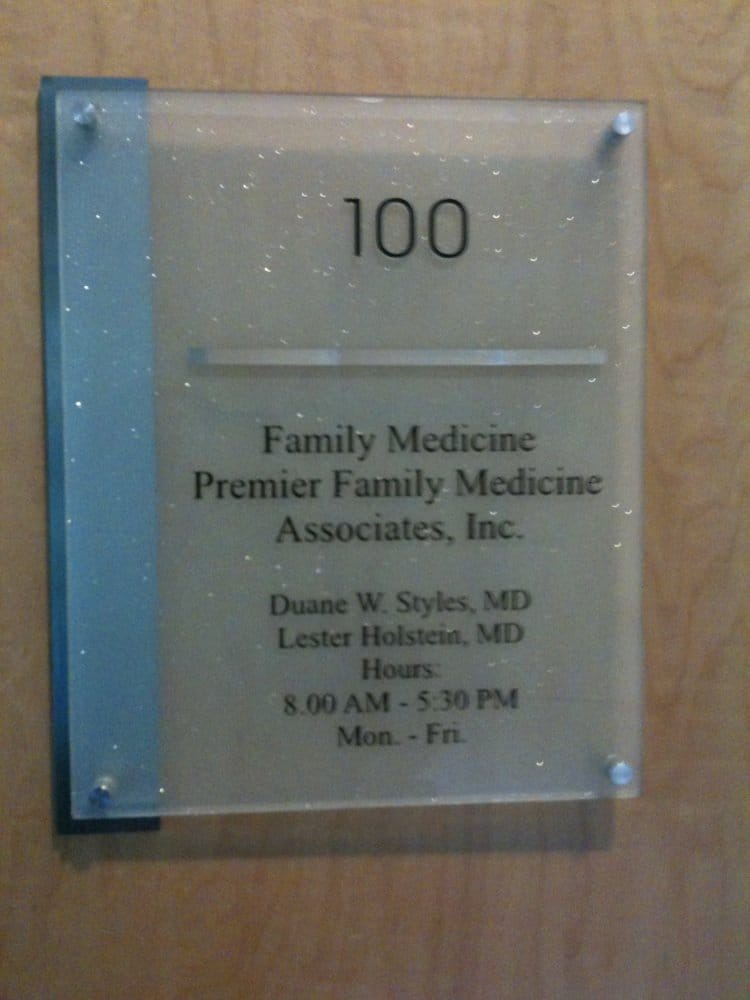 100
Family Medicine
Premier Family Medicine
Associates, Inc.
Duane W. Styles, MD
Lester Holstein, MD
Hours:
8.00 AM - 5:30 PM
Mon. - Fri.